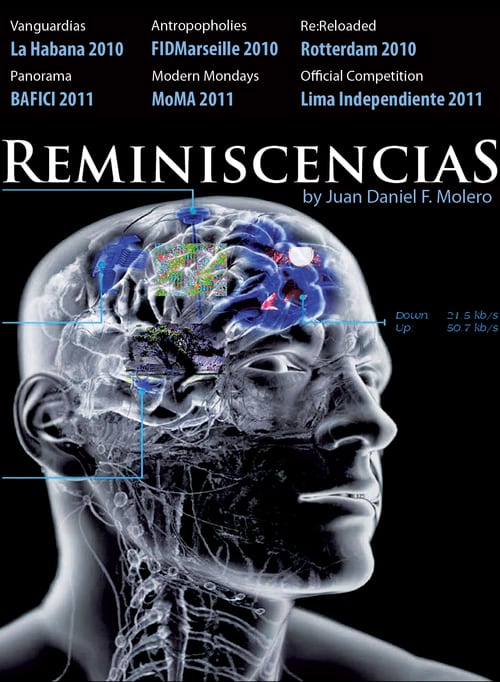 Vanguardias
La Habana 2010
Antropopholies
FIDMarseille 2010
Re:Reloaded
Rotterdam 2010
Panorama
BAFICI 2011
Modern Mondays
MoMA 2011
Official Competition
Lima Independiente 2011
REMINISCENCIAS
by Juan Daniel F. Molero
Down: 21.5 kb/s
Up: 50.7 kb/s